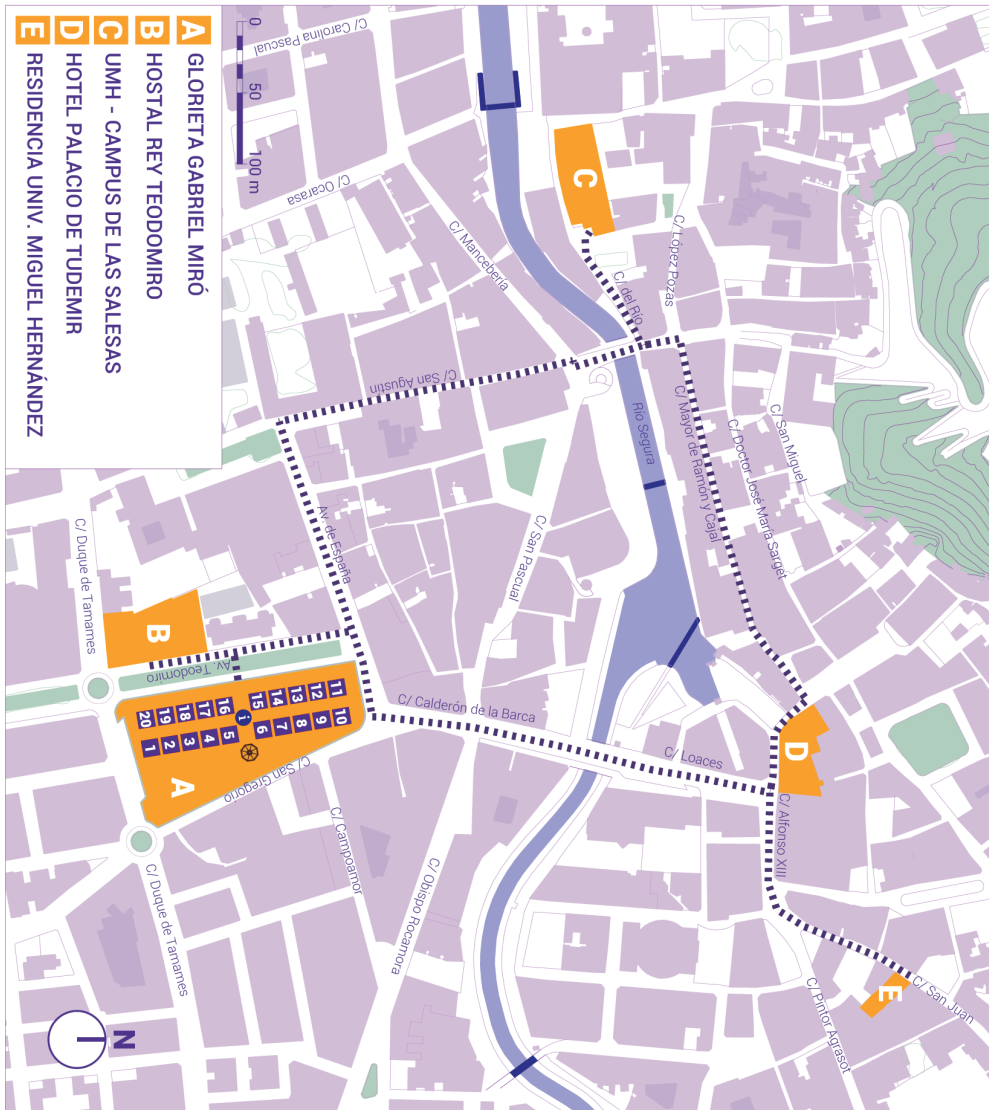 A GLORIETA GABRIEL MIRÓ
B HOSTAL REY TEODOMIRO
C UMH - CAMPUS DE LAS SALESAS
D HOTEL PALACIO DE TUDEMIR
E RESIDENCIA UNIV. MIGUEL HERNÁNDEZ
0 50 100 m
C/ Carolina Pascual
C/ Ocarasa
C/ Mancebería
C
C/ del Río
C/ López Pozas
C/ San Agustín
Río Segura
C/ Mayor de Ramón y Cajal
C/ Doctor José María Sarget
C/ San Miguel
Av. de España
C/ San Pascual
C/ Duque de Tamames
B
Av. Teodomiro
C/ Calderón de la Barca
C/ Loaces
D
C/ Alfonso XIII
20 19 18 17 16 i 15 14 13 12 11
1 2 3 4 5 6 7 8 9 10
A
C/ San Gregorio
C/ Campoamor
C/ Obispo Rocamora
C/ Duque de Tamames
E
C/ San Juan
C/ Pintor Agrasot
N